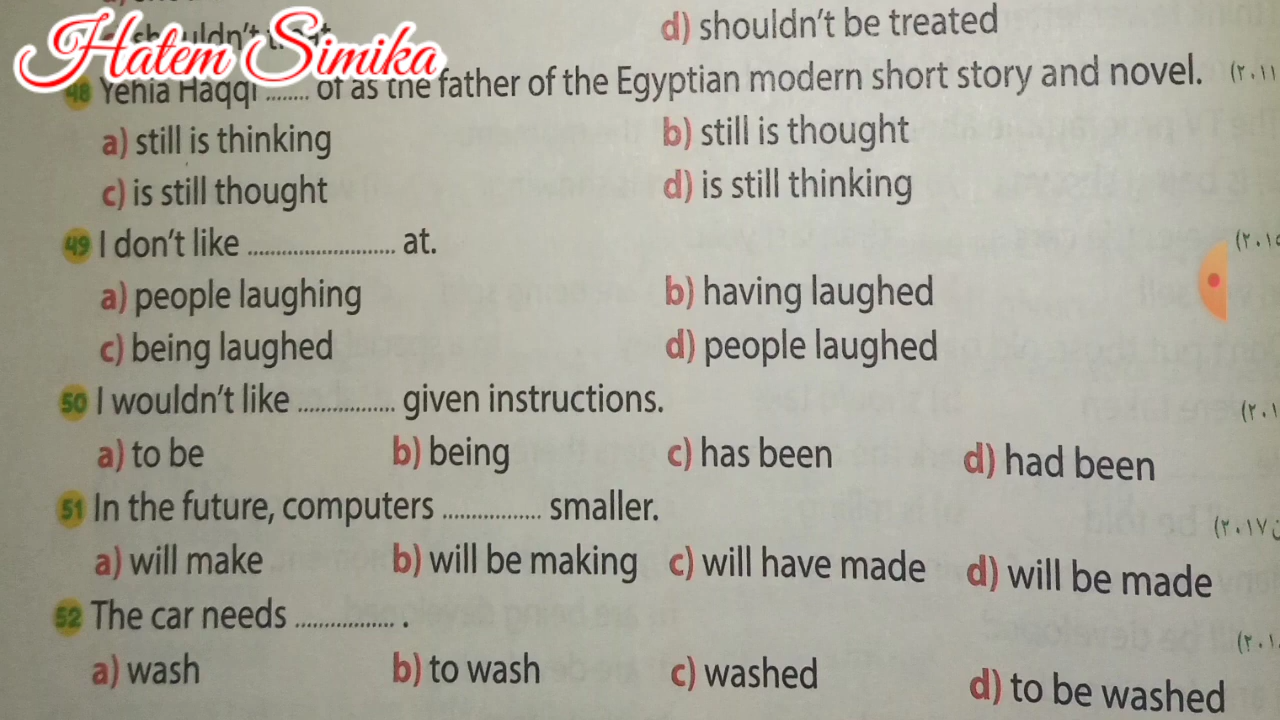 d) shouldn't be treated
Hatem Simika
48 Yehia Haqqi ........ of as the father of the Egyptian modern short story and novel. (٢٠١١
a) still is thinking b) still is thought
c) is still thought d) is still thinking
49 I don't like ........................ at.
a) people laughing b) having laughed
c) being laughed d) people laughed
50 I wouldn't like ................ given instructions.
a) to be b) being c) has been d) had been
51 In the future, computers ................ smaller. (٢٠١٧
a) will make b) will be making c) will have made d) will be made
52 The car needs ................ .
a) wash b) to wash c) washed d) to be washed